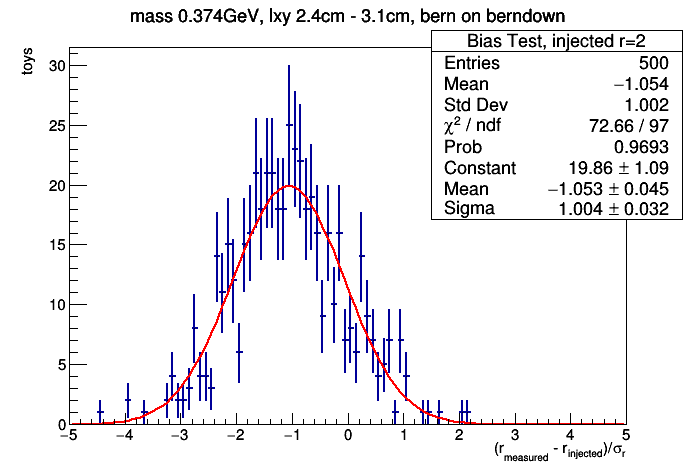 mass 0.374GeV, lxy 2.4cm - 3.1cm, bern on berndown
Bias Test, injected r=2
Entries 500
Mean −1.054
Std Dev 1.002
χ² / ndf 72.66 / 97
Prob 0.9693
Constant 19.86 ± 1.09
Mean −1.053 ± 0.045
Sigma 1.004 ± 0.032
toys
30
25
20
15
10
5
0
−5 −4 −3 −2 −1 0 1 2 3 4 5
(r_measured - r_injected)/σ_r